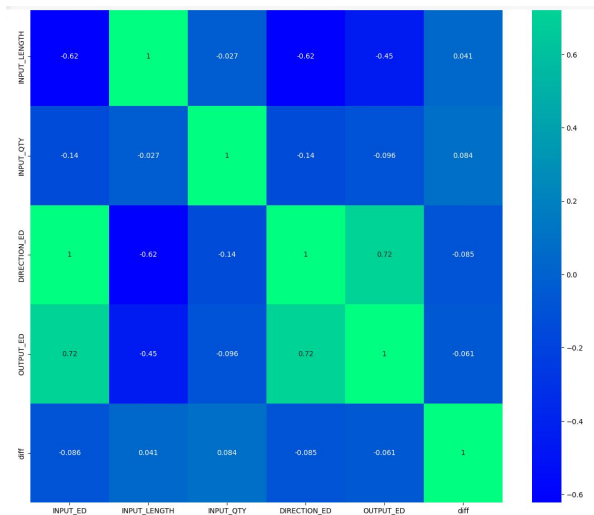 INPUT_LENGTH
-0.62 1 -0.027 -0.62 -0.45 0.041
INPUT_QTY
-0.14 -0.027 1 -0.14 -0.096 0.084
DIRECTION_ED
1 -0.62 -0.14 1 0.72 -0.085
OUTPUT_ED
0.72 -0.45 -0.096 0.72 1 -0.061
diff
-0.086 0.041 0.084 -0.085 -0.061 1
INPUT_ED INPUT_LENGTH INPUT_QTY DIRECTION_ED OUTPUT_ED diff
0.6
0.4
0.2
0.0
-0.2
-0.4
-0.6